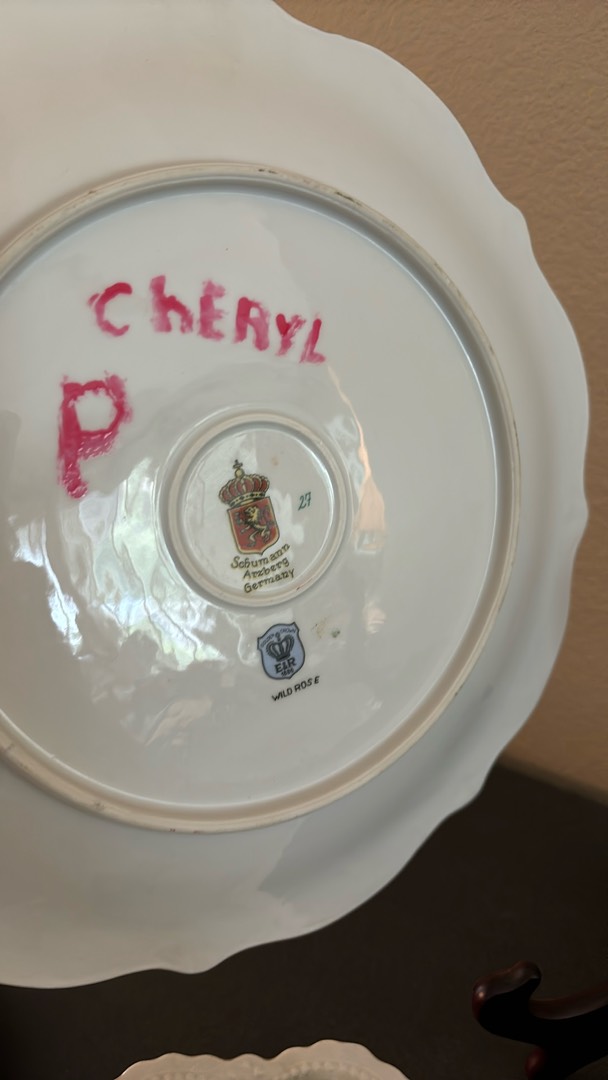 ChERYL
P
27
Schumann
Arzberg
Germany
E&R
WILD ROSE